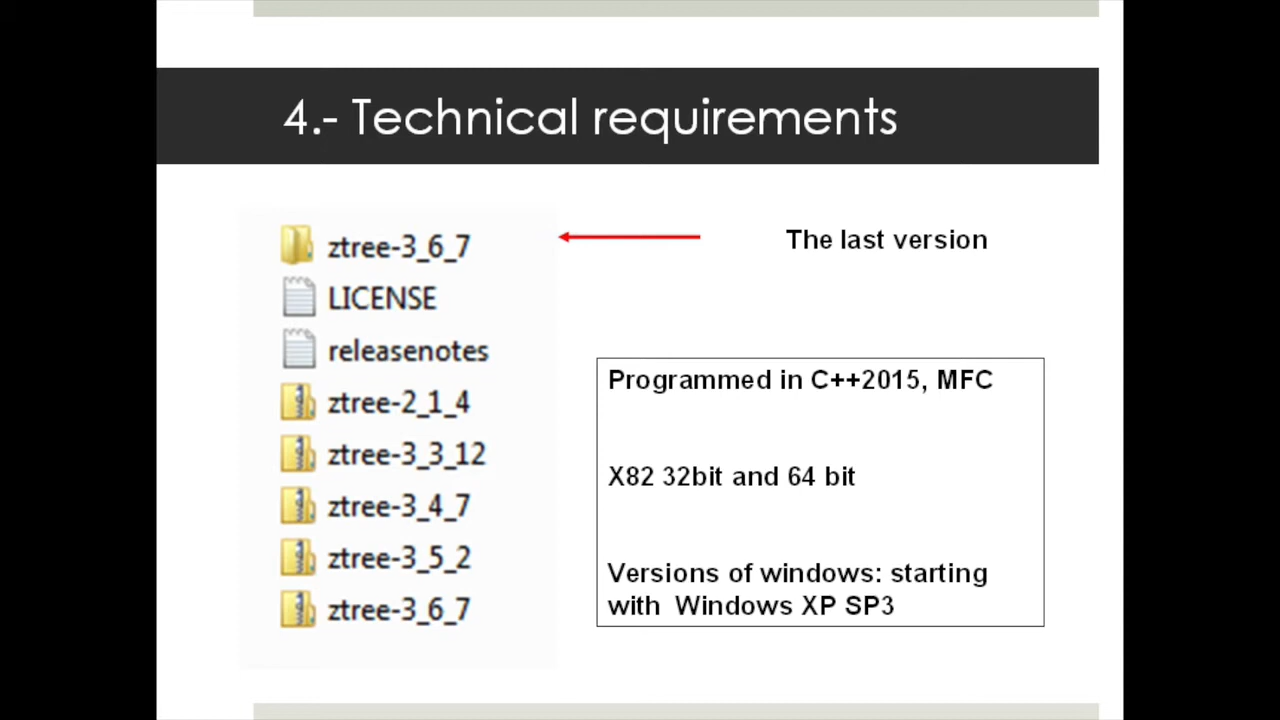 4.- Technical requirements
ztree-3_6_7
The last version
LICENSE
releasenotes
ztree-2_1_4
ztree-3_3_12
ztree-3_4_7
ztree-3_5_2
ztree-3_6_7
Programmed in C++2015, MFC
X82 32bit and 64 bit
Versions of windows: starting
with Windows XP SP3